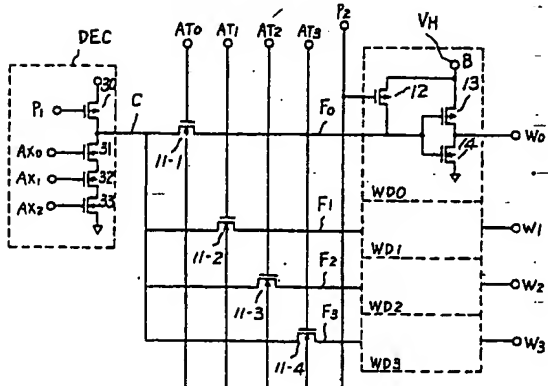 DEC
AT0 AT1 AT2 AT3 P2
VH
B
30
12
13
P1
C
F0
W0
AX0
31
11-1
14
AX1
32
AX2
33
WD0
F1
W1
11-2
WD1
F2
W2
11-3
WD2
F3
W3
11-4
WD3